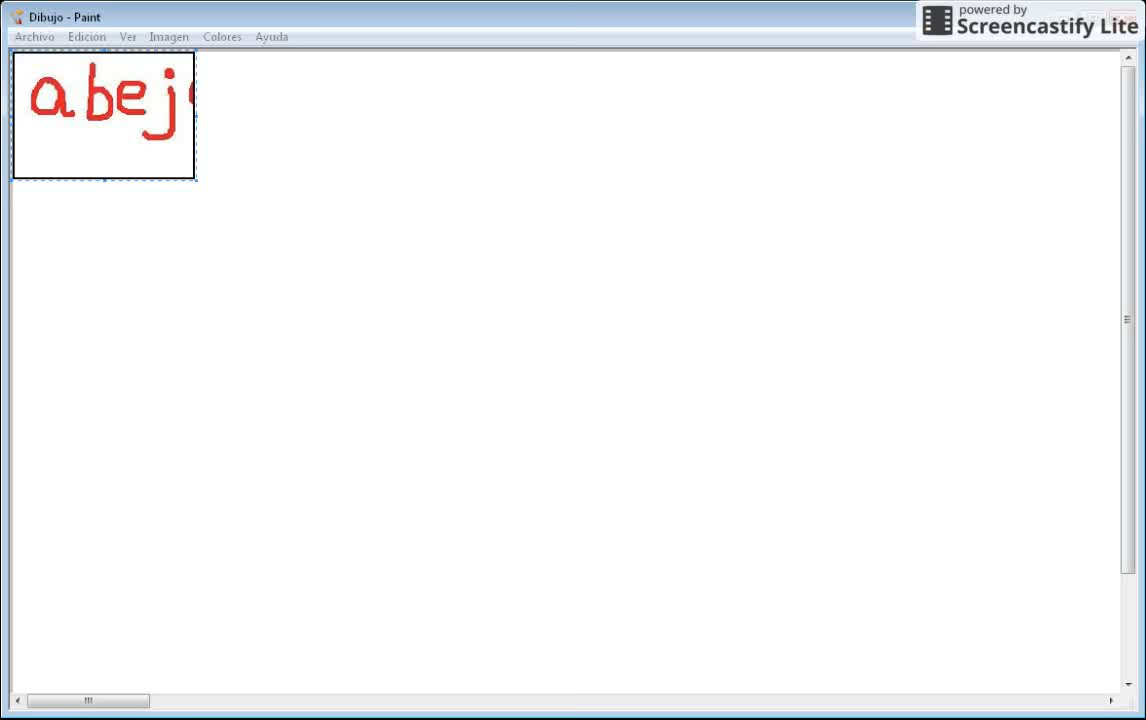 Dibujo - Paint
powered by
Screencastify Lite
Archivo Edición Ver Imagen Colores Ayuda
abej